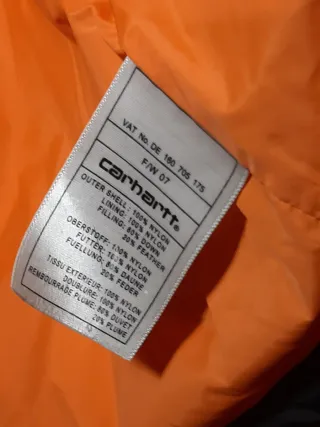 VAT No. DE 160 705 175
F/W 07
carhartt®
OUTER SHELL: 100% NYLON
LINING: 100% NYLON
FILLING: 80% DOWN
20% FEATHER
OBERSTOFF: 100% NYLON
FUTTER: 100% NYLON
FUELLUNG: 80% DAUNE
20% FEDER
TISSU EXTERIEUR: 100% NYLON
DOUBLURE: 100% NYLON
REMBOURRAGE PLUME: 80% DUVET
20% PLUME